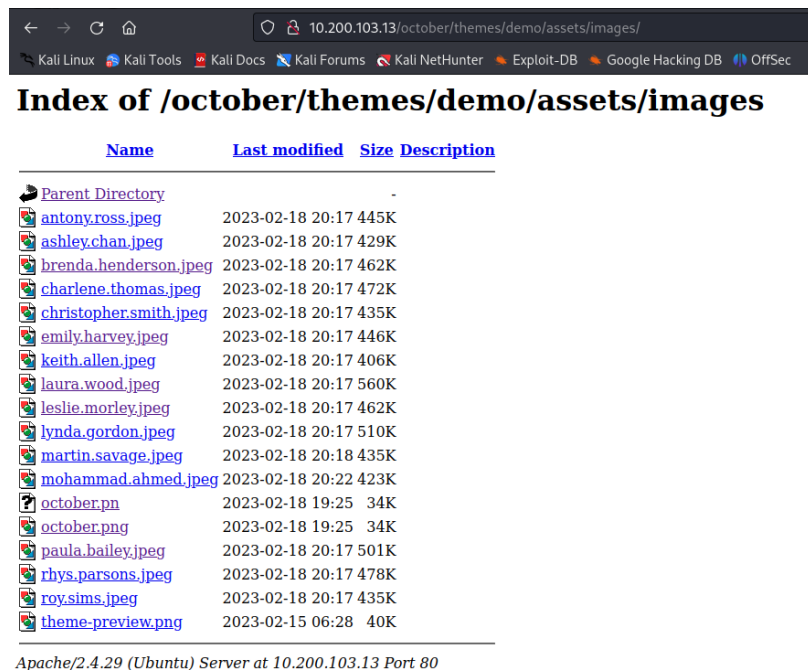 10.200.103.13/october/themes/demo/assets/images/
Kali Linux Kali Tools Kali Docs Kali Forums Kali NetHunter Exploit-DB Google Hacking DB OffSec
Index of /october/themes/demo/assets/images
Name Last modified Size Description
Parent Directory -
antony.ross.jpeg 2023-02-18 20:17 445K
ashley.chan.jpeg 2023-02-18 20:17 429K
brenda.henderson.jpeg 2023-02-18 20:17 462K
charlene.thomas.jpeg 2023-02-18 20:17 472K
christopher.smith.jpeg 2023-02-18 20:17 435K
emily.harvey.jpeg 2023-02-18 20:17 446K
keith.allen.jpeg 2023-02-18 20:17 406K
laura.wood.jpeg 2023-02-18 20:17 560K
leslie.morley.jpeg 2023-02-18 20:17 462K
lynda.gordon.jpeg 2023-02-18 20:17 510K
martin.savage.jpeg 2023-02-18 20:18 435K
mohammad.ahmed.jpeg 2023-02-18 20:22 423K
october.pn 2023-02-18 19:25 34K
october.png 2023-02-18 19:25 34K
paula.bailey.jpeg 2023-02-18 20:17 501K
rhys.parsons.jpeg 2023-02-18 20:17 478K
roy.sims.jpeg 2023-02-18 20:17 435K
theme-preview.png 2023-02-15 06:28 40K
Apache/2.4.29 (Ubuntu) Server at 10.200.103.13 Port 80